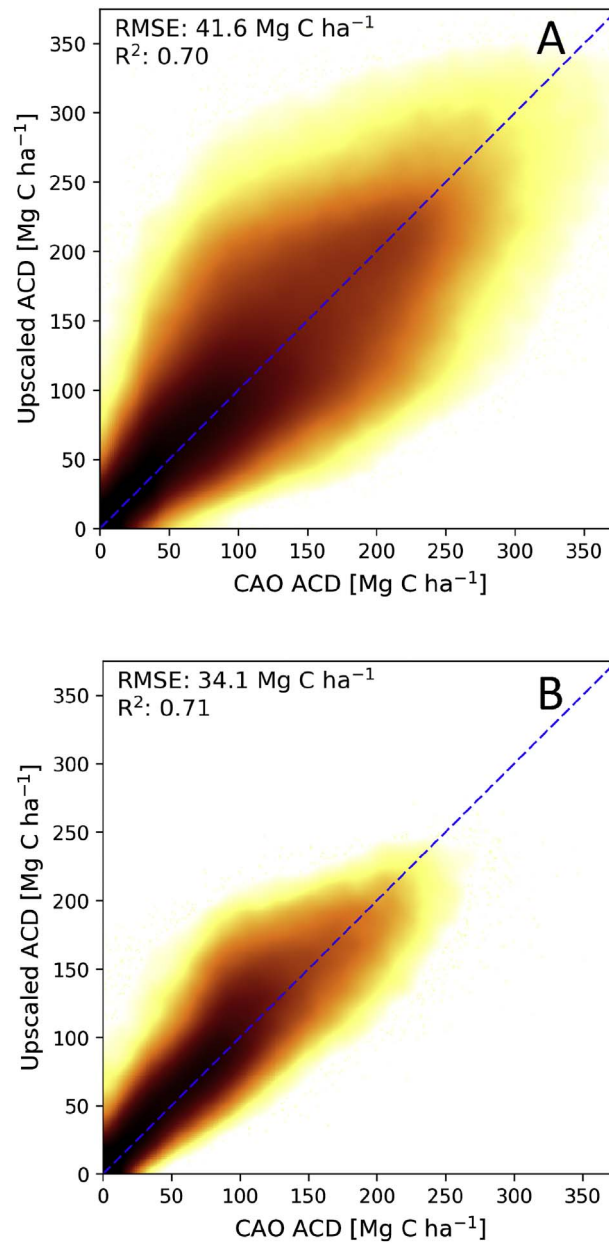 RMSE: 41.6 Mg C ha⁻¹
R²: 0.70
A
Upscaled ACD [Mg C ha⁻¹]
350
300
250
200
150
100
50
0
0 50 100 150 200 250 300 350
CAO ACD [Mg C ha⁻¹]
RMSE: 34.1 Mg C ha⁻¹
R²: 0.71
B
Upscaled ACD [Mg C ha⁻¹]
350
300
250
200
150
100
50
0
0 50 100 150 200 250 300 350
CAO ACD [Mg C ha⁻¹]